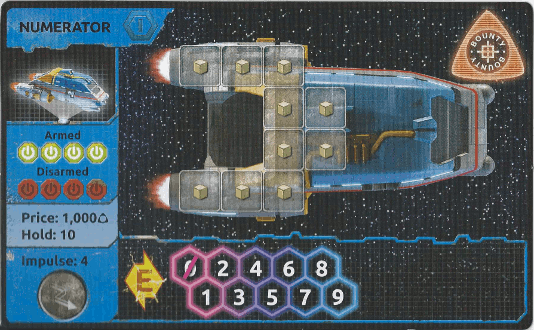 NUMERATOR
T
BOUNTY
BOUNTY
Armed
Disarmed
Price: 1,000
Hold: 10
Impulse: 4
E
0 2 4 6 8
1 3 5 7 9